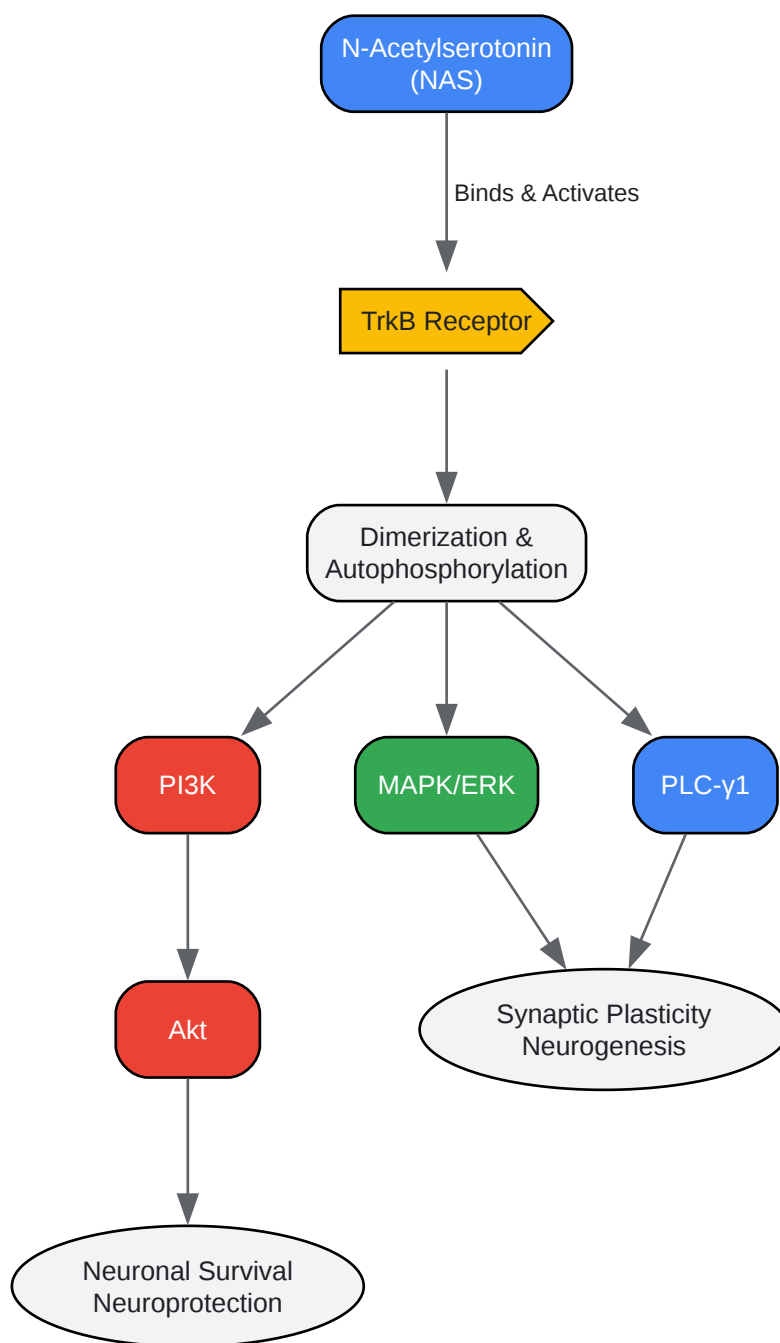 N-Acetylserotonin
(NAS)
Binds & Activates
TrkB Receptor
Dimerization &
Autophosphorylation
PI3K
MAPK/ERK
PLC-γ1
Akt
Synaptic Plasticity
Neurogenesis
Neuronal Survival
Neuroprotection